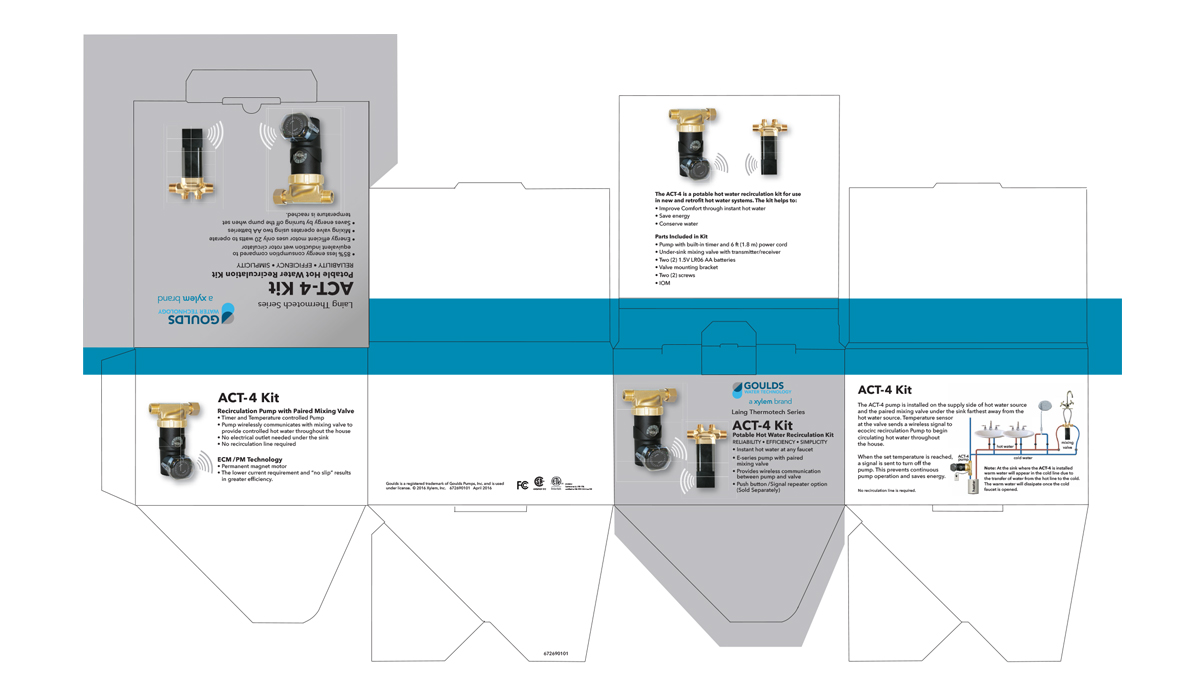 GOULDS
WATER TECHNOLOGY
a xylem brand
Laing Thermotech Series
ACT-4 Kit
Potable Hot Water Recirculation Kit
RELIABILITY • EFFICIENCY • SIMPLICITY
• 85% less energy consumption compared to
equivalent induction wet rotor circulator
• Energy efficient motor uses only 20 watts to operate
• Mixing valve operates using two AA batteries
• Saves energy by turning off the pump when set
temperature is reached.
The ACT-4 is a potable hot water recirculation kit for use
in new and retrofit hot water systems. The kit helps to:
• Improve Comfort through instant hot water
• Save energy
• Conserve water
Parts Included in Kit
• Pump with built-in timer and 6 ft (1.8 m) power cord
• Under-sink mixing valve with transmitter/receiver
• Two (2) 1.5V LR06 AA batteries
• Valve mounting bracket
• Two (2) screws
• IOM
ACT-4 Kit
Recirculation Pump with Paired Mixing Valve
• Timer and Temperature controlled Pump
• Pump wirelessly communicates with mixing valve to
provide controlled hot water throughout the house
• No electrical outlet needed under the sink
• No recirculation line required
ECM/PM Technology
• Permanent magnet motor
• The lower current requirement and "no slip" results
in greater efficiency.
Goulds is a registered trademark of Goulds Pumps, Inc. and is used
under license. © 2016 Xylem, Inc. 672690101 April 2016
FC
GOULDS
WATER TECHNOLOGY
a xylem brand
Laing Thermotech Series
ACT-4 Kit
Potable Hot Water Recirculation Kit
RELIABILITY • EFFICIENCY • SIMPLICITY
• Instant hot water at any faucet
• E-series pump with paired
mixing valve
• Provides wireless communication
between pump and valve
• Push button /Signal repeater option
(Sold Separately)
ACT-4 Kit
The ACT-4 pump is installed on the supply side of hot water source
and the paired mixing valve under the sink farthest away from the
hot water source. Temperature sensor
at the valve sends a wireless signal to
ecocirc recirculation Pump to begin
circulating hot water throughout
the house.
When the set temperature is reached,
a signal is sent to turn off the
pump. This prevents continuous
pump operation and saves energy.
No recirculation line is required.
hot water
cold water
mixing
valve
ACT-4
pump
Note: At the sink where the ACT-4 is installed
warm water will appear in the cold line due to
the transfer of water from the hot line to the cold.
The warm water will dissipate once the cold
faucet is opened.
672690101